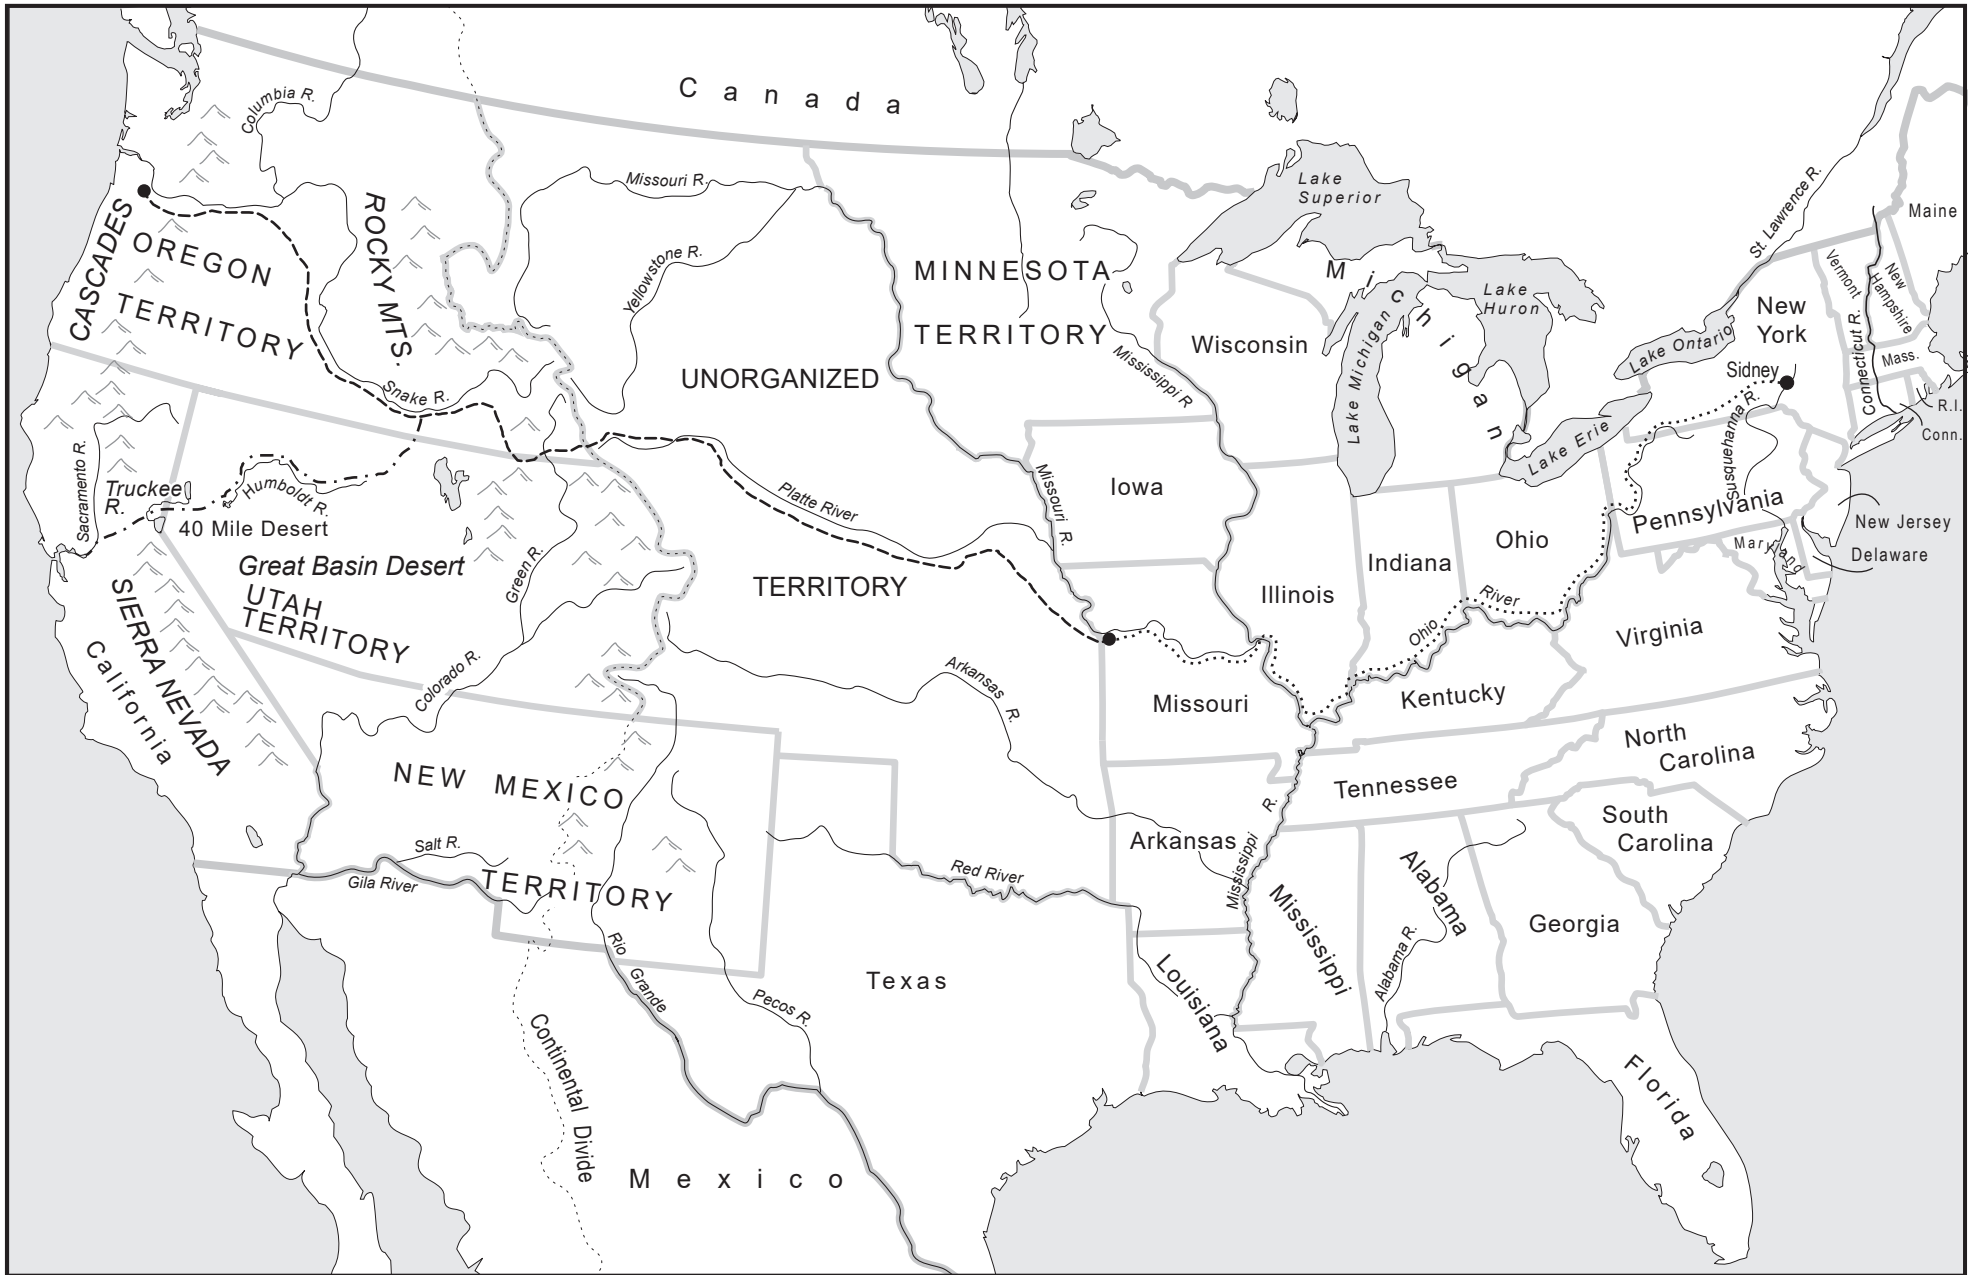 Canada
Columbia R.
Missouri R.
Lake
Superior
St. Lawrence R.
Maine
CASCADES
OREGON
TERRITORY
ROCKY MTS.
Yellowstone R.
MINNESOTA
TERRITORY
Mississippi R
Michigan
Lake
Huron
Vermont
New
Hampshire
New
York
Wisconsin
Lake Michigan
Lake Ontario
Connecticut R.
Mass.
UNORGANIZED
Sidney
Snake R.
Susquehanna R.
R.I.
Conn.
Lake Erie
Sacramento R.
Truckee
R.
Humboldt R.
40 Mile Desert
Platte River
Missouri R.
Iowa
Pennsylvania
New Jersey
Maryland
Delaware
Great Basin Desert
Green R.
UTAH
TERRITORY
TERRITORY
Illinois
Indiana
Ohio
Ohio
River
Virginia
SIERRA NEVADA
California
Colorado R.
Arkansas
R.
Missouri
Kentucky
North
Carolina
NEW MEXICO
TERRITORY
Tennessee
South
Carolina
Salt R.
Gila River
Red River
Arkansas
Mississippi
R.
Mississippi
Alabama
Alabama R.
Georgia
Rio
Grande
Pecos R.
Texas
Louisiana
Continental Divide
Florida
Mexico